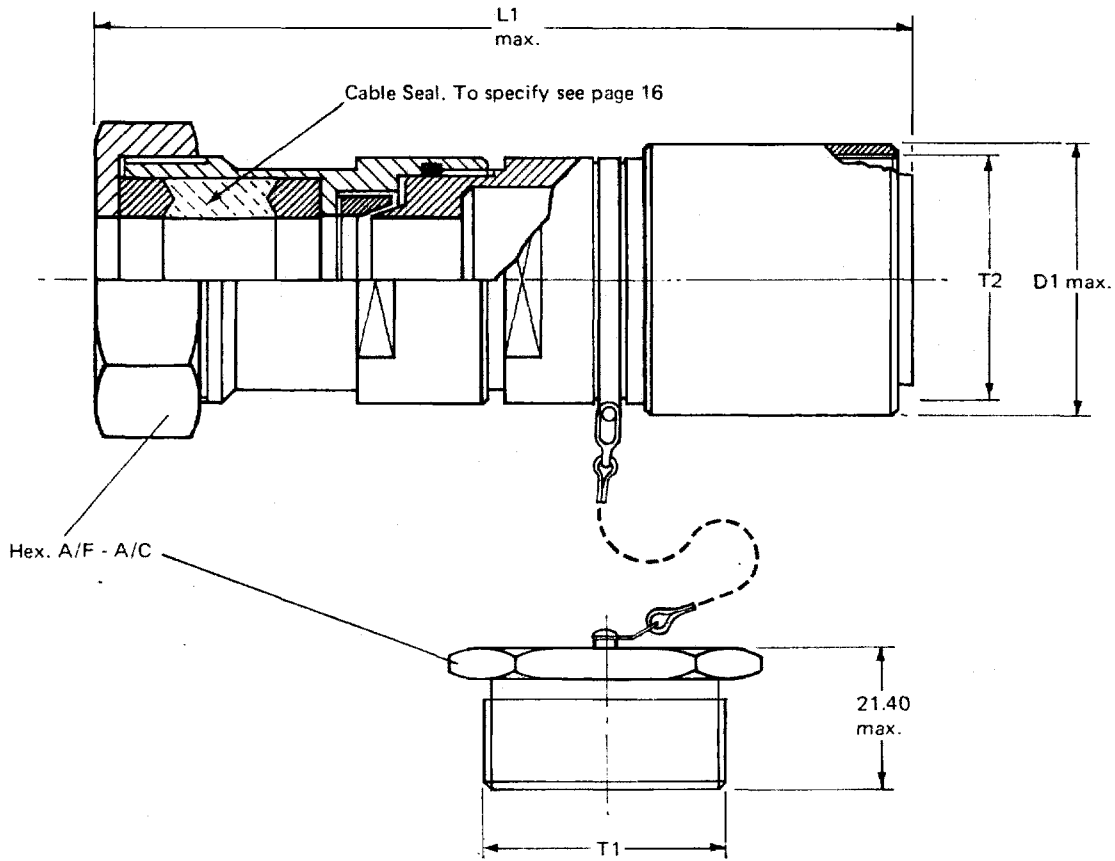 L1
max.
Cable Seal. To specify see page 16
T2
D1 max.
Hex. A/F - A/C
21.40
max.
T1